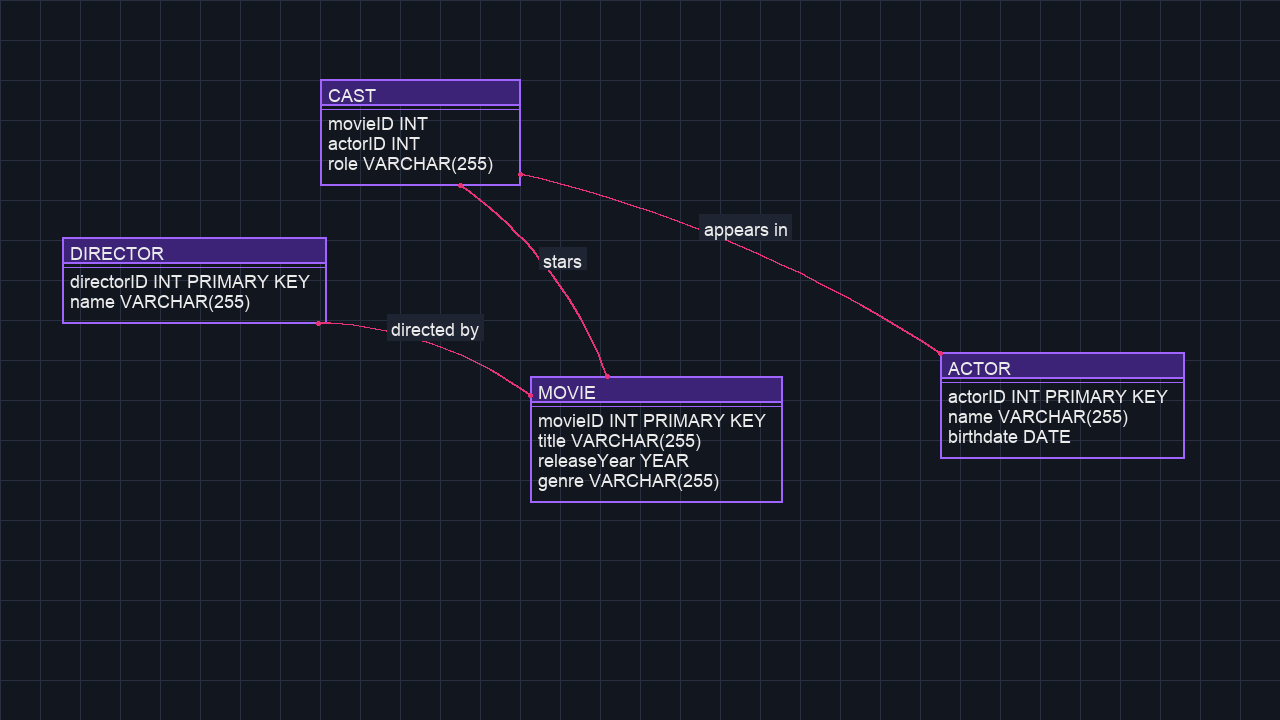 CAST
movieID INT
actorID INT
role VARCHAR(255)
appears in
DIRECTOR
directorID INT PRIMARY KEY
name VARCHAR(255)
stars
directed by
MOVIE
movieID INT PRIMARY KEY
title VARCHAR(255)
releaseYear YEAR
genre VARCHAR(255)
ACTOR
actorID INT PRIMARY KEY
name VARCHAR(255)
birthdate DATE